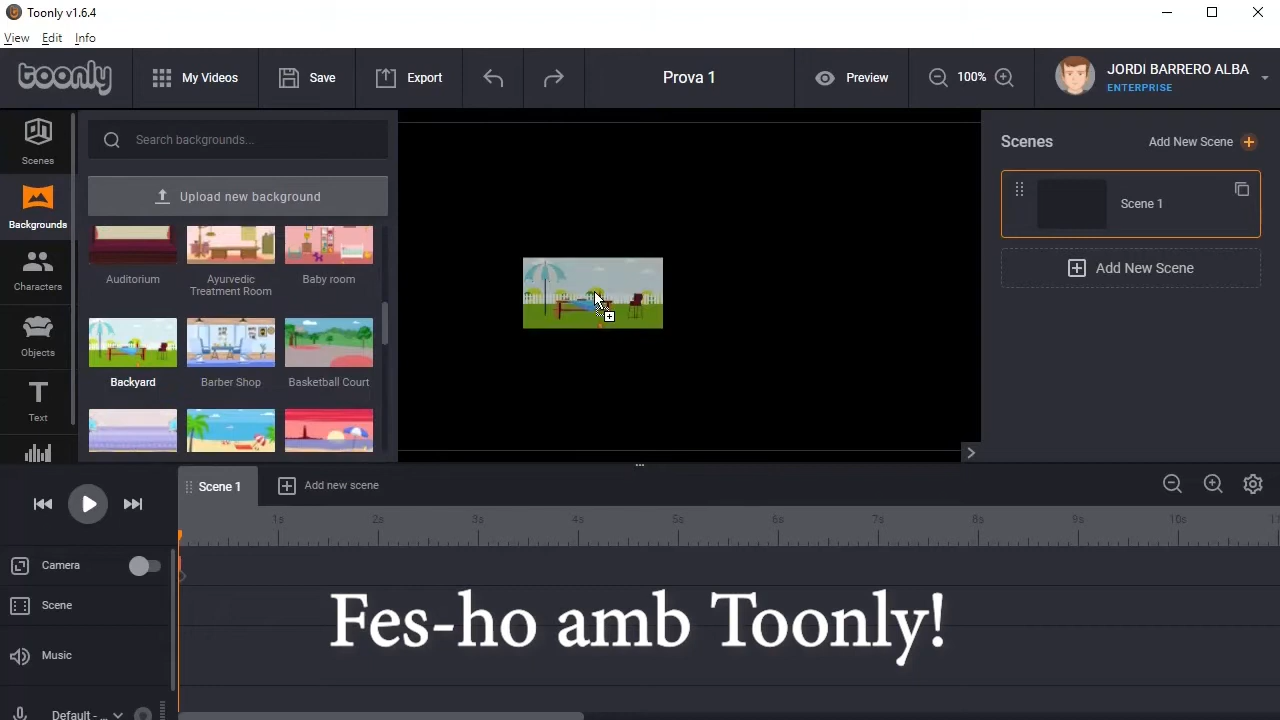 Toonly v1.6.4
View Edit Info
toonly
My Videos
Save
Export
Prova 1
Preview
100%
JORDI BARRERO ALBA
ENTERPRISE
Scenes
Backgrounds
Characters
Objects
Text
Search backgrounds...
Upload new background
Auditorium
Ayurvedic
Treatment Room
Baby room
Backyard
Barber Shop
Basketball Court
Scenes
Add New Scene
Scene 1
Add New Scene
Scene 1
Add new scene
1s 2s 3s 4s 5s 6s 7s 8s 9s 10s
Camera
Scene
Music
Default - ...
Fes-ho amb Toonly!